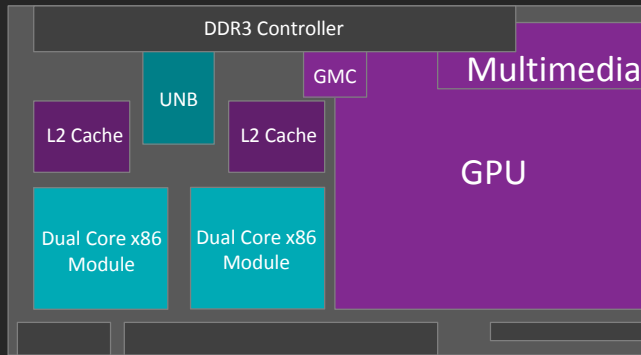 DDR3 Controller
GMC
Multimedia
UNB
L2 Cache
L2 Cache
GPU
Dual Core x86
Module
Dual Core x86
Module